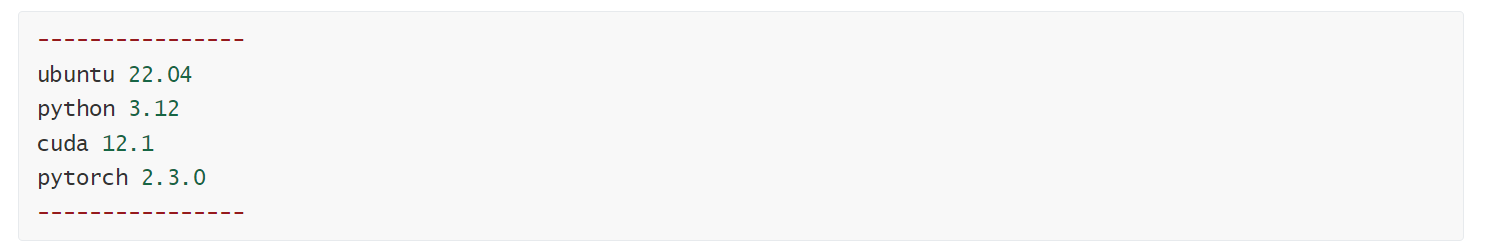 ----------------
ubuntu 22.04
python 3.12
cuda 12.1
pytorch 2.3.0
----------------